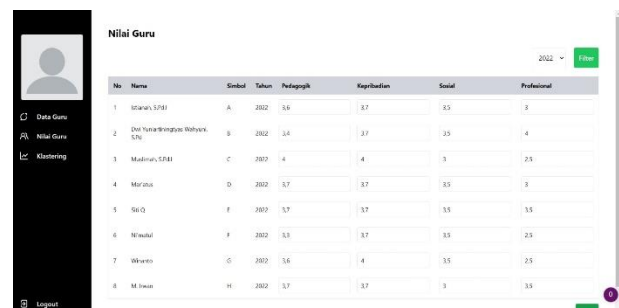 Nilai Guru
2022
Filter
No Nama Simbol Tahun Pedagogik Kepribadian Sosial Profesional
1 Istianah, S.Pd.I A 2022 3,6 3,7 3,5 3
2 Dwi Yuniartiningtyas Wahyuni, S.Pd B 2022 3,4 3,7 3,5 4
3 Muslimah, S.Pd.I C 2022 4 4 3 2,5
4 Mar'atus D 2022 3,7 3,7 3,5 3
5 Siti Q E 2022 3,7 3,7 3,5 3,5
6 Ni'matul F 2022 3,3 3,7 3,5 2,5
7 Winanto G 2022 3,6 4 3,5 2,5
8 M. Irwan H 2022 3,7 3,7 3 3,5
Data Guru
Nilai Guru
Klastering
Logout
0